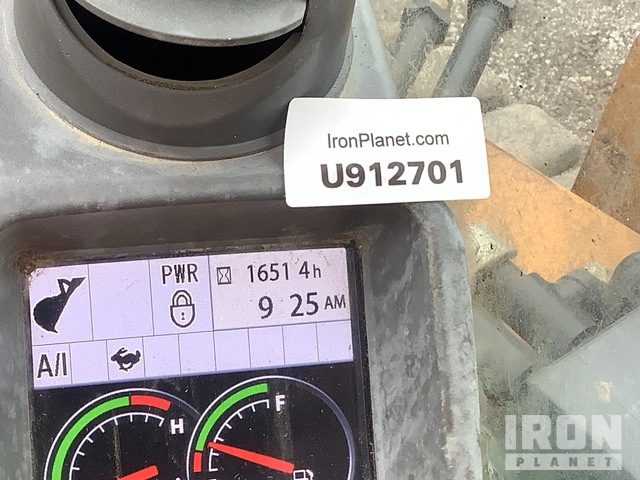 IronPlanet.com
U912701
PWR
1651 4h
9 25 AM
A/I
H
F
E
IRON
PLANET